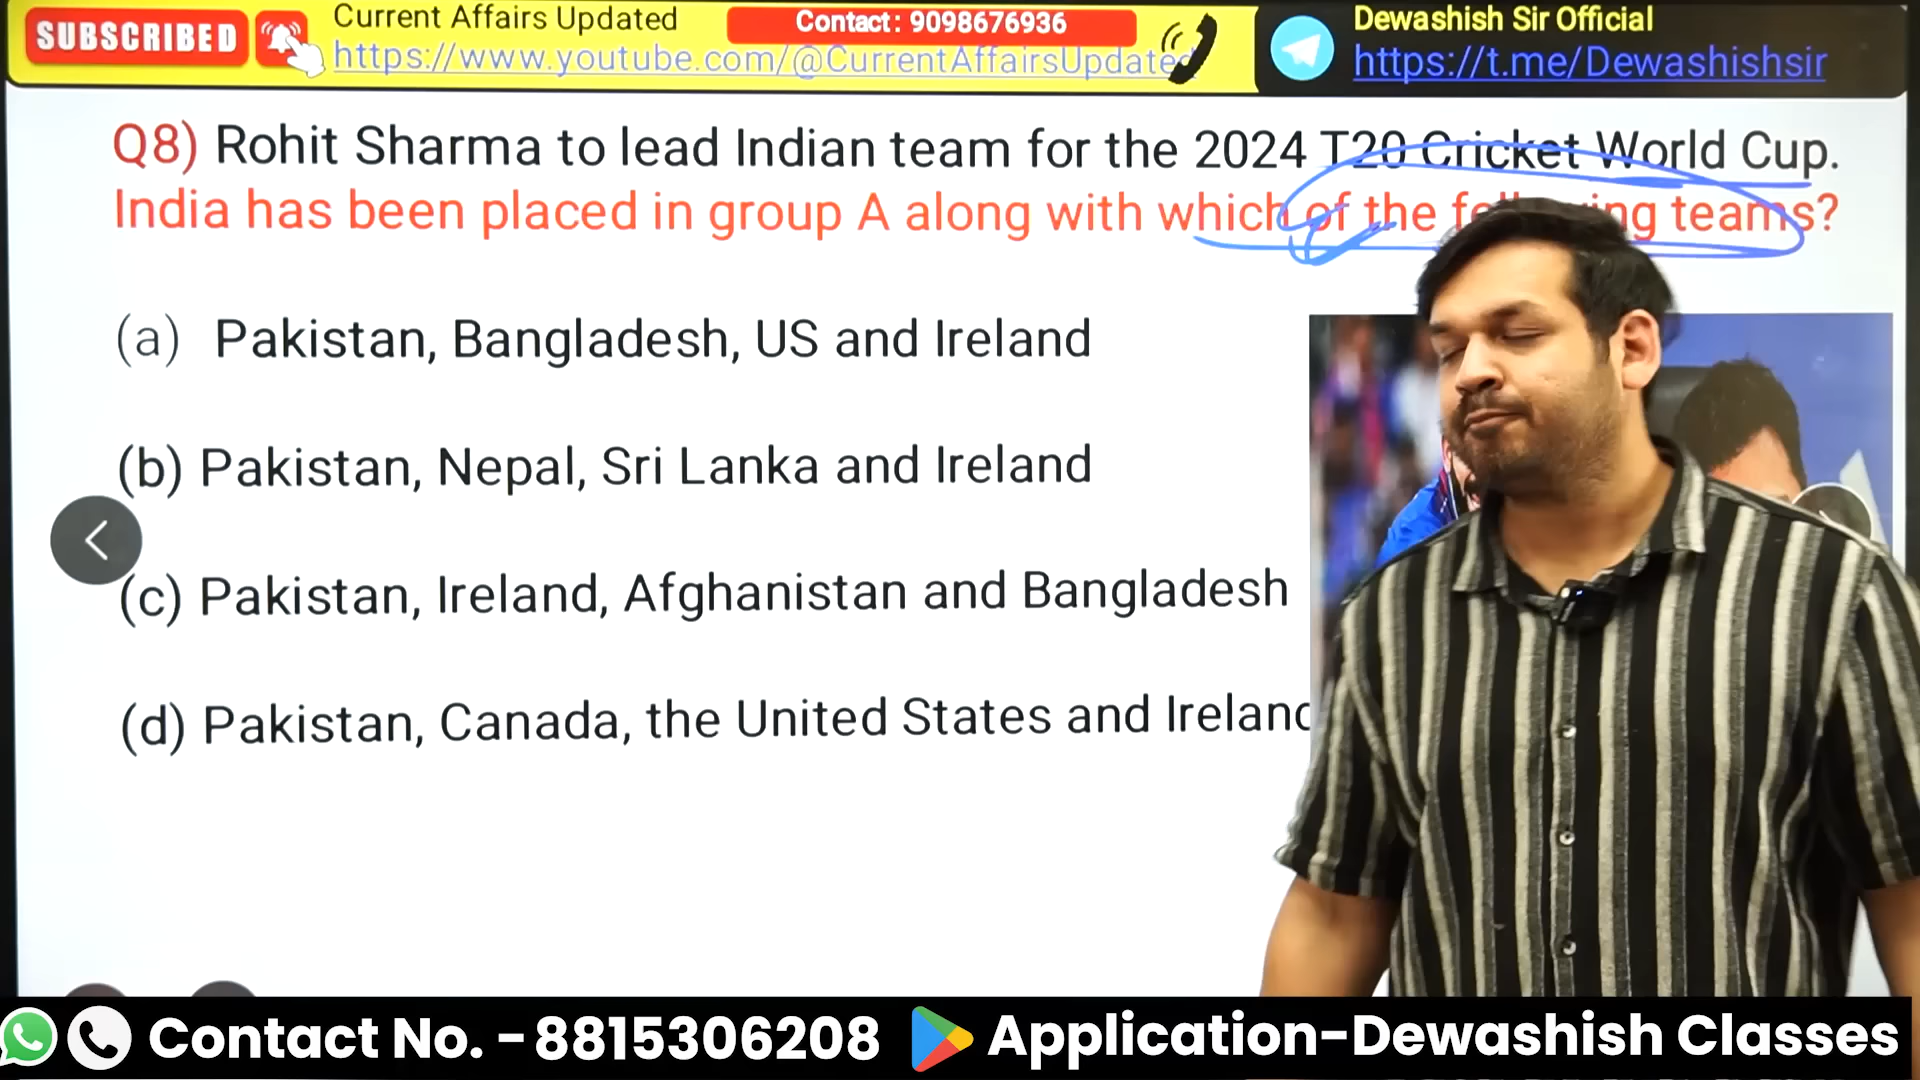 SUBSCRIBED
Current Affairs Updated
https://www.youtube.com/@CurrentAffairsUpdated
Contact: 9098676936
Dewashish Sir Official
https://t.me/Dewashishsir
Q8) Rohit Sharma to lead Indian team for the 2024 T20 Cricket World Cup.
India has been placed in group A along with which of the following teams?
(a) Pakistan, Bangladesh, US and Ireland
(b) Pakistan, Nepal, Sri Lanka and Ireland
(c) Pakistan, Ireland, Afghanistan and Bangladesh
(d) Pakistan, Canada, the United States and Ireland
Contact No. - 8815306208
Application-Dewashish Classes